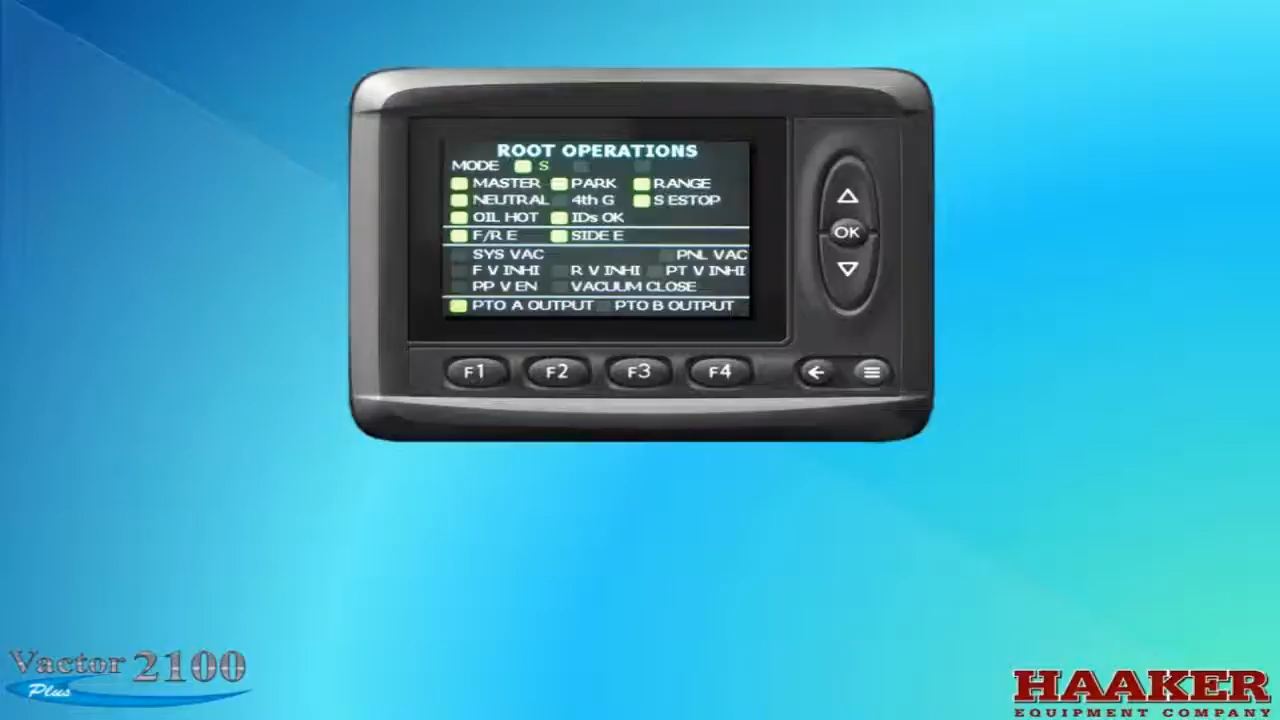 ROOT OPERATIONS
MODE S
MASTER PARK RANGE
NEUTRAL 4th G S ESTOP
OIL HOT IDs OK
F/R E SIDE E
SYS VAC PNL VAC
F V INHI R V INHI PT V INHI
PP V EN VACUUM CLOSE
PTO A OUTPUT PTO B OUTPUT
OK
F1 F2 F3 F4
Vactor 2100
Plus
HAAKER
EQUIPMENT COMPANY